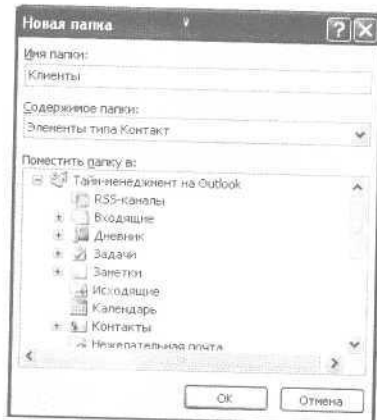 Новая папка
Имя папки:
Клиенты
Содержимое папки:
Элементы типа Контакт
Поместить папку в:
Тайм-менеджмент на Outlook
RSS-каналы
Входящие
Дневник
Задачи
Заметки
Исходящие
Календарь
Контакты
Нежелательная почта
ОК
Отмена